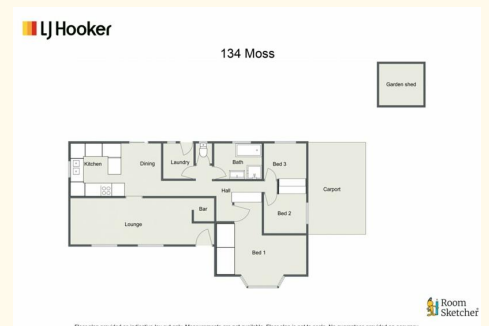 LJ Hooker
134 Moss
Garden shed
Kitchen
Dining
Laundry
Bath
Bed 3
Hall
Carport
Bar
Bed 2
Lounge
Bed 1
Room
Sketcher